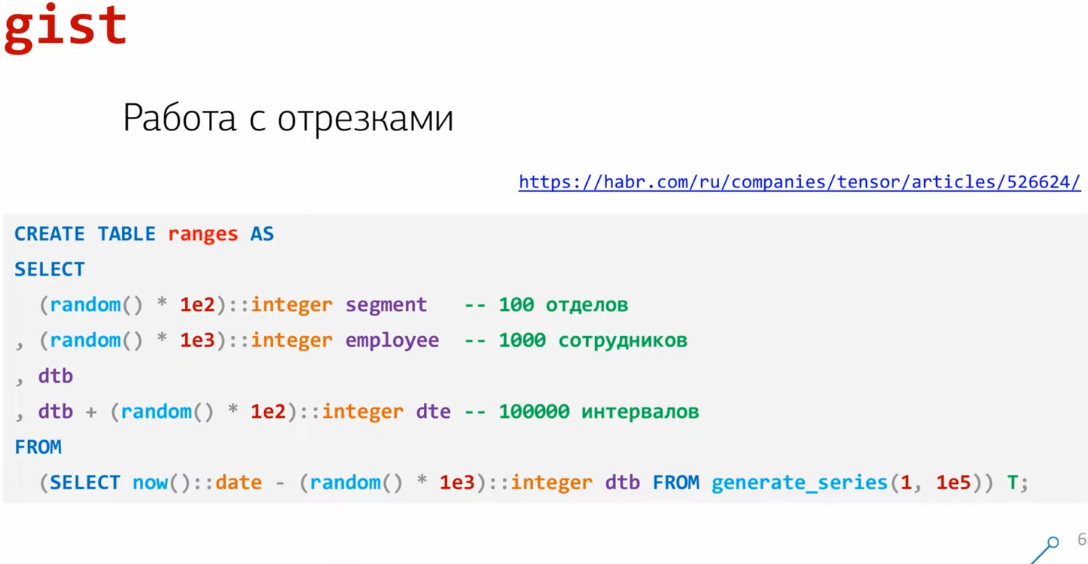 gist
Работа с отрезками
https://habr.com/ru/companies/tensor/articles/526624/
CREATE TABLE ranges AS
SELECT
(random() * 1e2)::integer segment -- 100 отделов
, (random() * 1e3)::integer employee -- 1000 сотрудников
, dtb
, dtb + (random() * 1e2)::integer dte -- 100000 интервалов
FROM
(SELECT now()::date - (random() * 1e3)::integer dtb FROM generate_series(1, 1e5)) T;
6